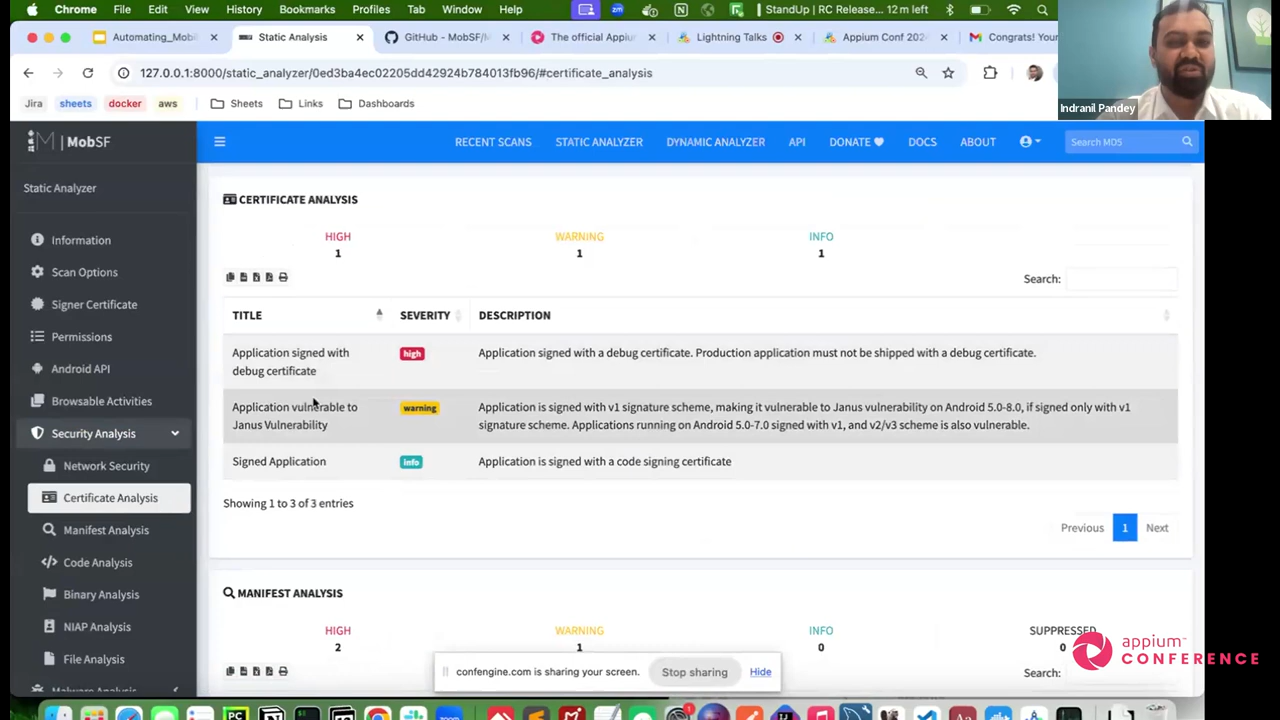 Chrome File Edit View History Bookmarks Profiles Tab Window Help StandUp | RC Release... 12 m left
Automating_Mobi Static Analysis GitHub - MobSF/M The official Appiu Lightning Talks Appium Conf 2024 Congrats! Your
127.0.0.1:8000/static_analyzer/0ed3ba4ec02205dd42924b784013fb96/#certificate_analysis
Indranil Pandey
Jira sheets docker aws Sheets Links Dashboards
MobSF
RECENT SCANS STATIC ANALYZER DYNAMIC ANALYZER API DONATE DOCS ABOUT Search MD5
Static Analyzer
Information
Scan Options
Signer Certificate
Permissions
Android API
Browsable Activities
Security Analysis
Network Security
Certificate Analysis
Manifest Analysis
Code Analysis
Binary Analysis
NIAP Analysis
File Analysis
Malware Analysis
CERTIFICATE ANALYSIS
HIGH WARNING INFO
1 1 1
Search:
TITLE SEVERITY DESCRIPTION
Application signed with debug certificate high Application signed with a debug certificate. Production application must not be shipped with a debug certificate.
Application vulnerable to Janus Vulnerability warning Application is signed with v1 signature scheme, making it vulnerable to Janus vulnerability on Android 5.0-8.0, if signed only with v1
signature scheme. Applications running on Android 5.0-7.0 signed with v1, and v2/v3 scheme is also vulnerable.
Signed Application info Application is signed with a code signing certificate
Showing 1 to 3 of 3 entries
Previous 1 Next
MANIFEST ANALYSIS
HIGH WARNING INFO SUPPRESSED
2 1 0 0
Search:
confengine.com is sharing your screen. Stop sharing Hide
appium
CONFERENCE